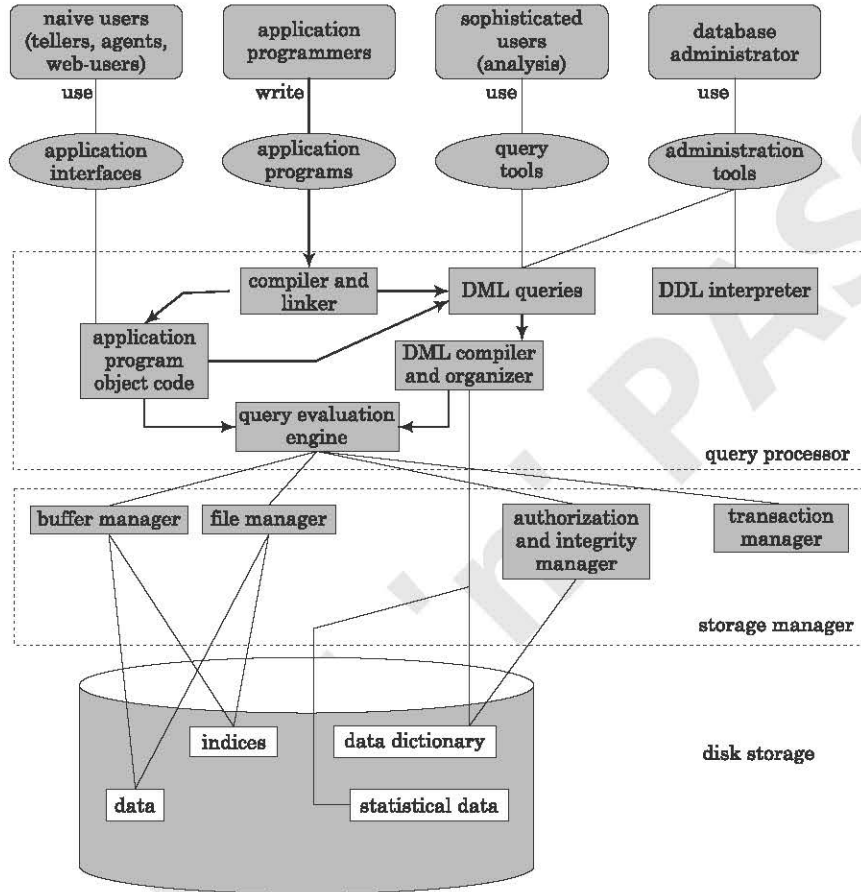 naive users
(tellers, agents,
web-users)
application
programmers
sophisticated
users
(analysis)
database
administrator
use
write
use
use
application
interfaces
application
programs
query
tools
administration
tools
compiler and
linker
DML queries
DDL interpreter
application
program
object code
DML compiler
and organizer
query evaluation
engine
query processor
buffer manager
file manager
authorization
and integrity
manager
transaction
manager
storage manager
indices
data dictionary
disk storage
data
statistical data